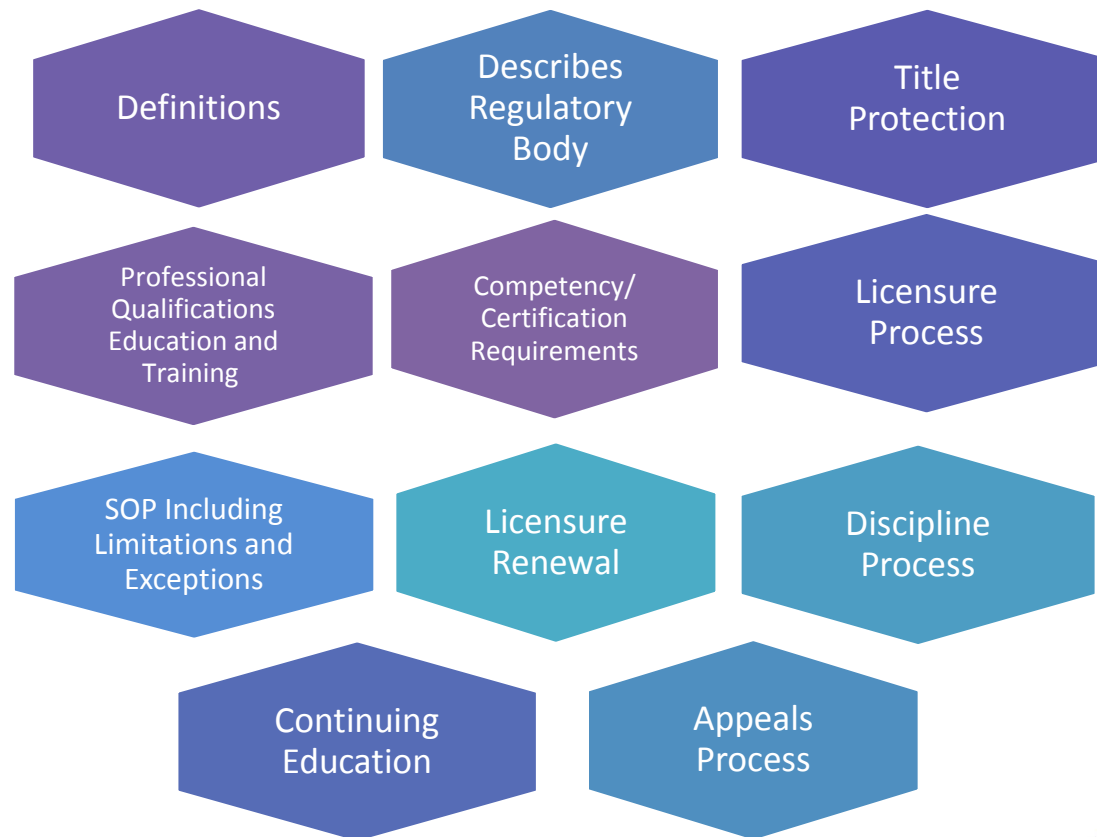 Definitions
Describes
Regulatory
Body
Title
Protection
Professional
Qualifications
Education and
Training
Competency/
Certification
Requirements
Licensure
Process
SOP Including
Limitations and
Exceptions
Licensure
Renewal
Discipline
Process
Continuing
Education
Appeals
Process